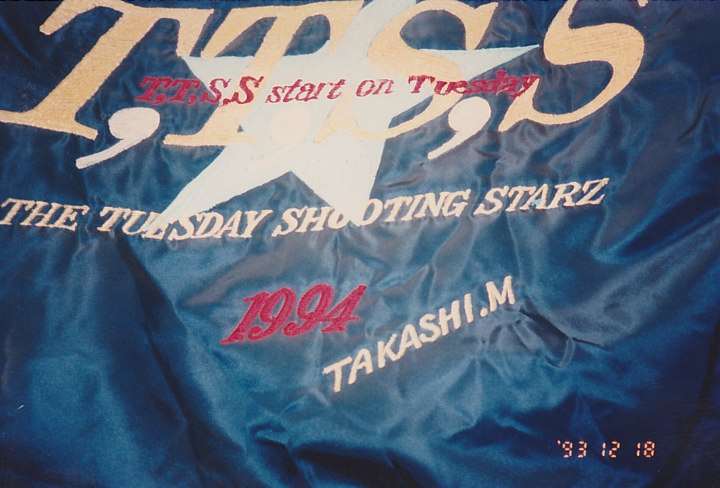 T,T,S,S
T,T,S,S start on Tuesday
THE TUESDAY SHOOTING STARZ
1994
TAKASHI.M
'93 12 18